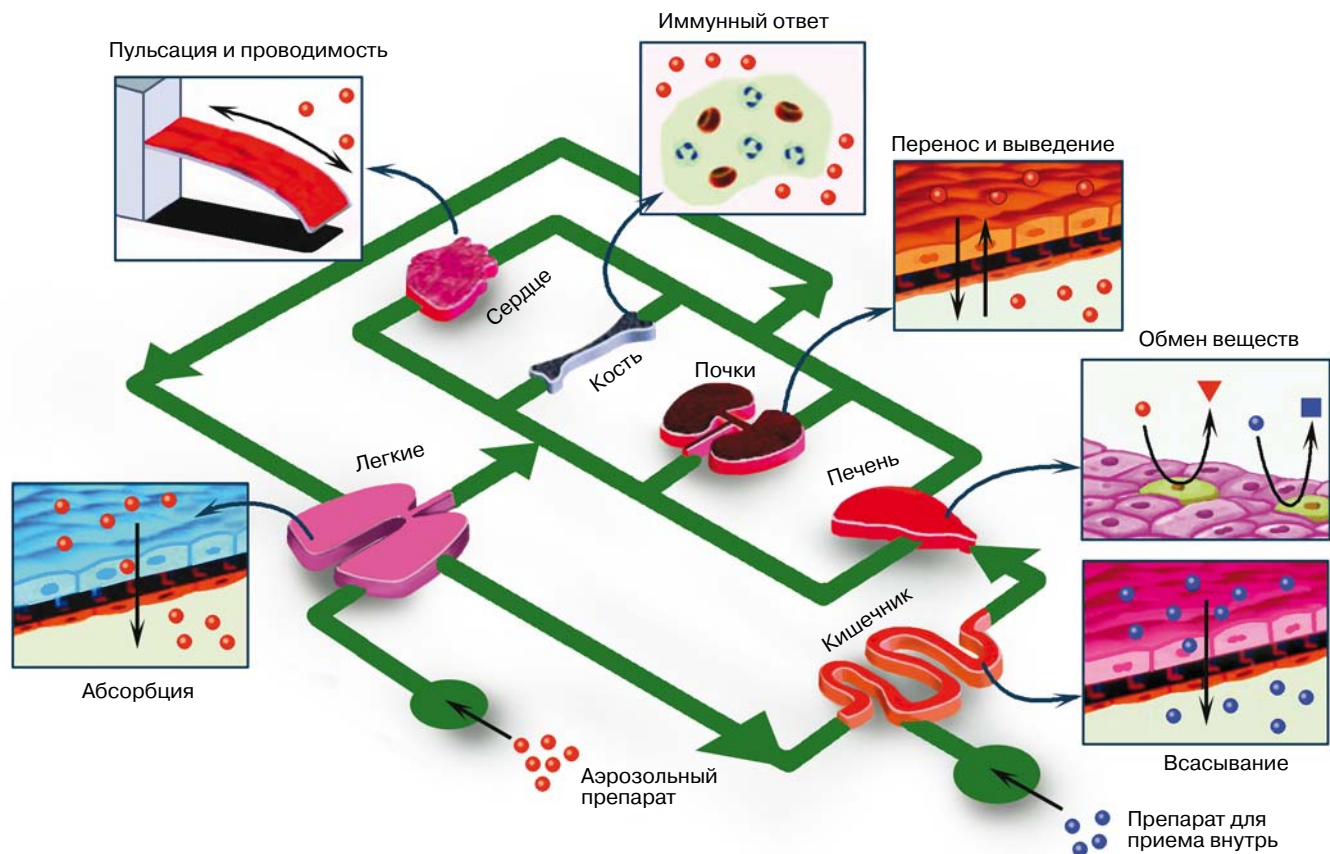 Иммунный ответ
Пульсация и проводимость
Перенос и выведение
Сердце
Кость
Почки
Обмен веществ
Легкие
Печень
Кишечник
Абсорбция
Всасывание
Аэрозольный
препарат
Препарат для
приема внутрь